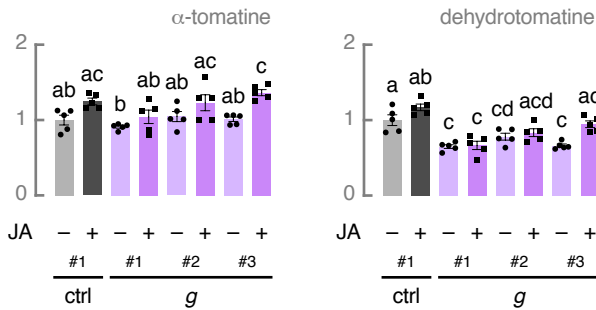 α-tomatine
dehydrotomatine
2
1
0
ab
ac
b
ab
ab
ac
ab
c
2
1
0
a
ab
c
c
cd
acd
c
JA
– + – + – + – +
#1 #1 #2 #3
ctrl g
JA
– + – + – + – +
#1 #1 #2 #3
ctrl g